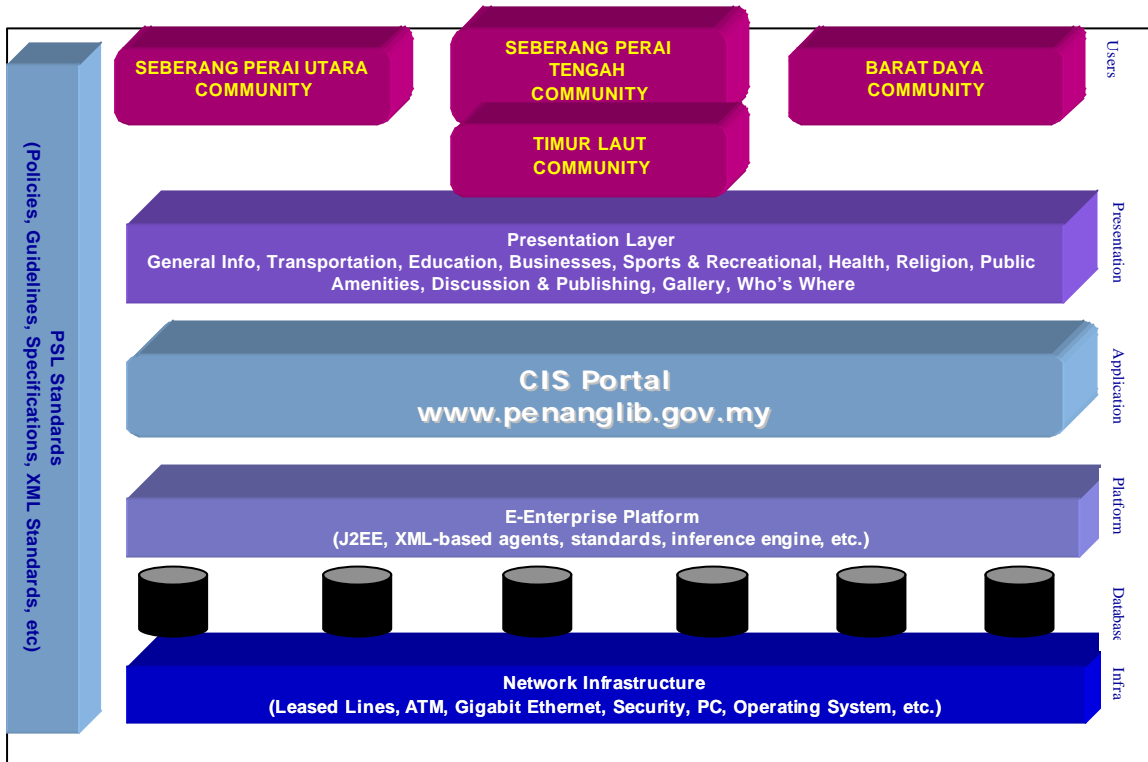 SEBERANG PERAI UTARA
COMMUNITY
SEBERANG PERAI
TENGAH
COMMUNITY
BARAT DAYA
COMMUNITY
TIMUR LAUT
COMMUNITY
Users
PSL Standards
(Policies, Guidelines, Specifications, XML Standards, etc)
Presentation Layer
General Info, Transportation, Education, Businesses, Sports & Recreational, Health, Religion, Public
Amenities, Discussion & Publishing, Gallery, Who's Where
Presentation
CIS Portal
www.penanglib.gov.my
Application
E-Enterprise Platform
(J2EE, XML-based agents, standards, inference engine, etc.)
Platform
Database
Network Infrastructure
(Leased Lines, ATM, Gigabit Ethernet, Security, PC, Operating System, etc.)
Infra